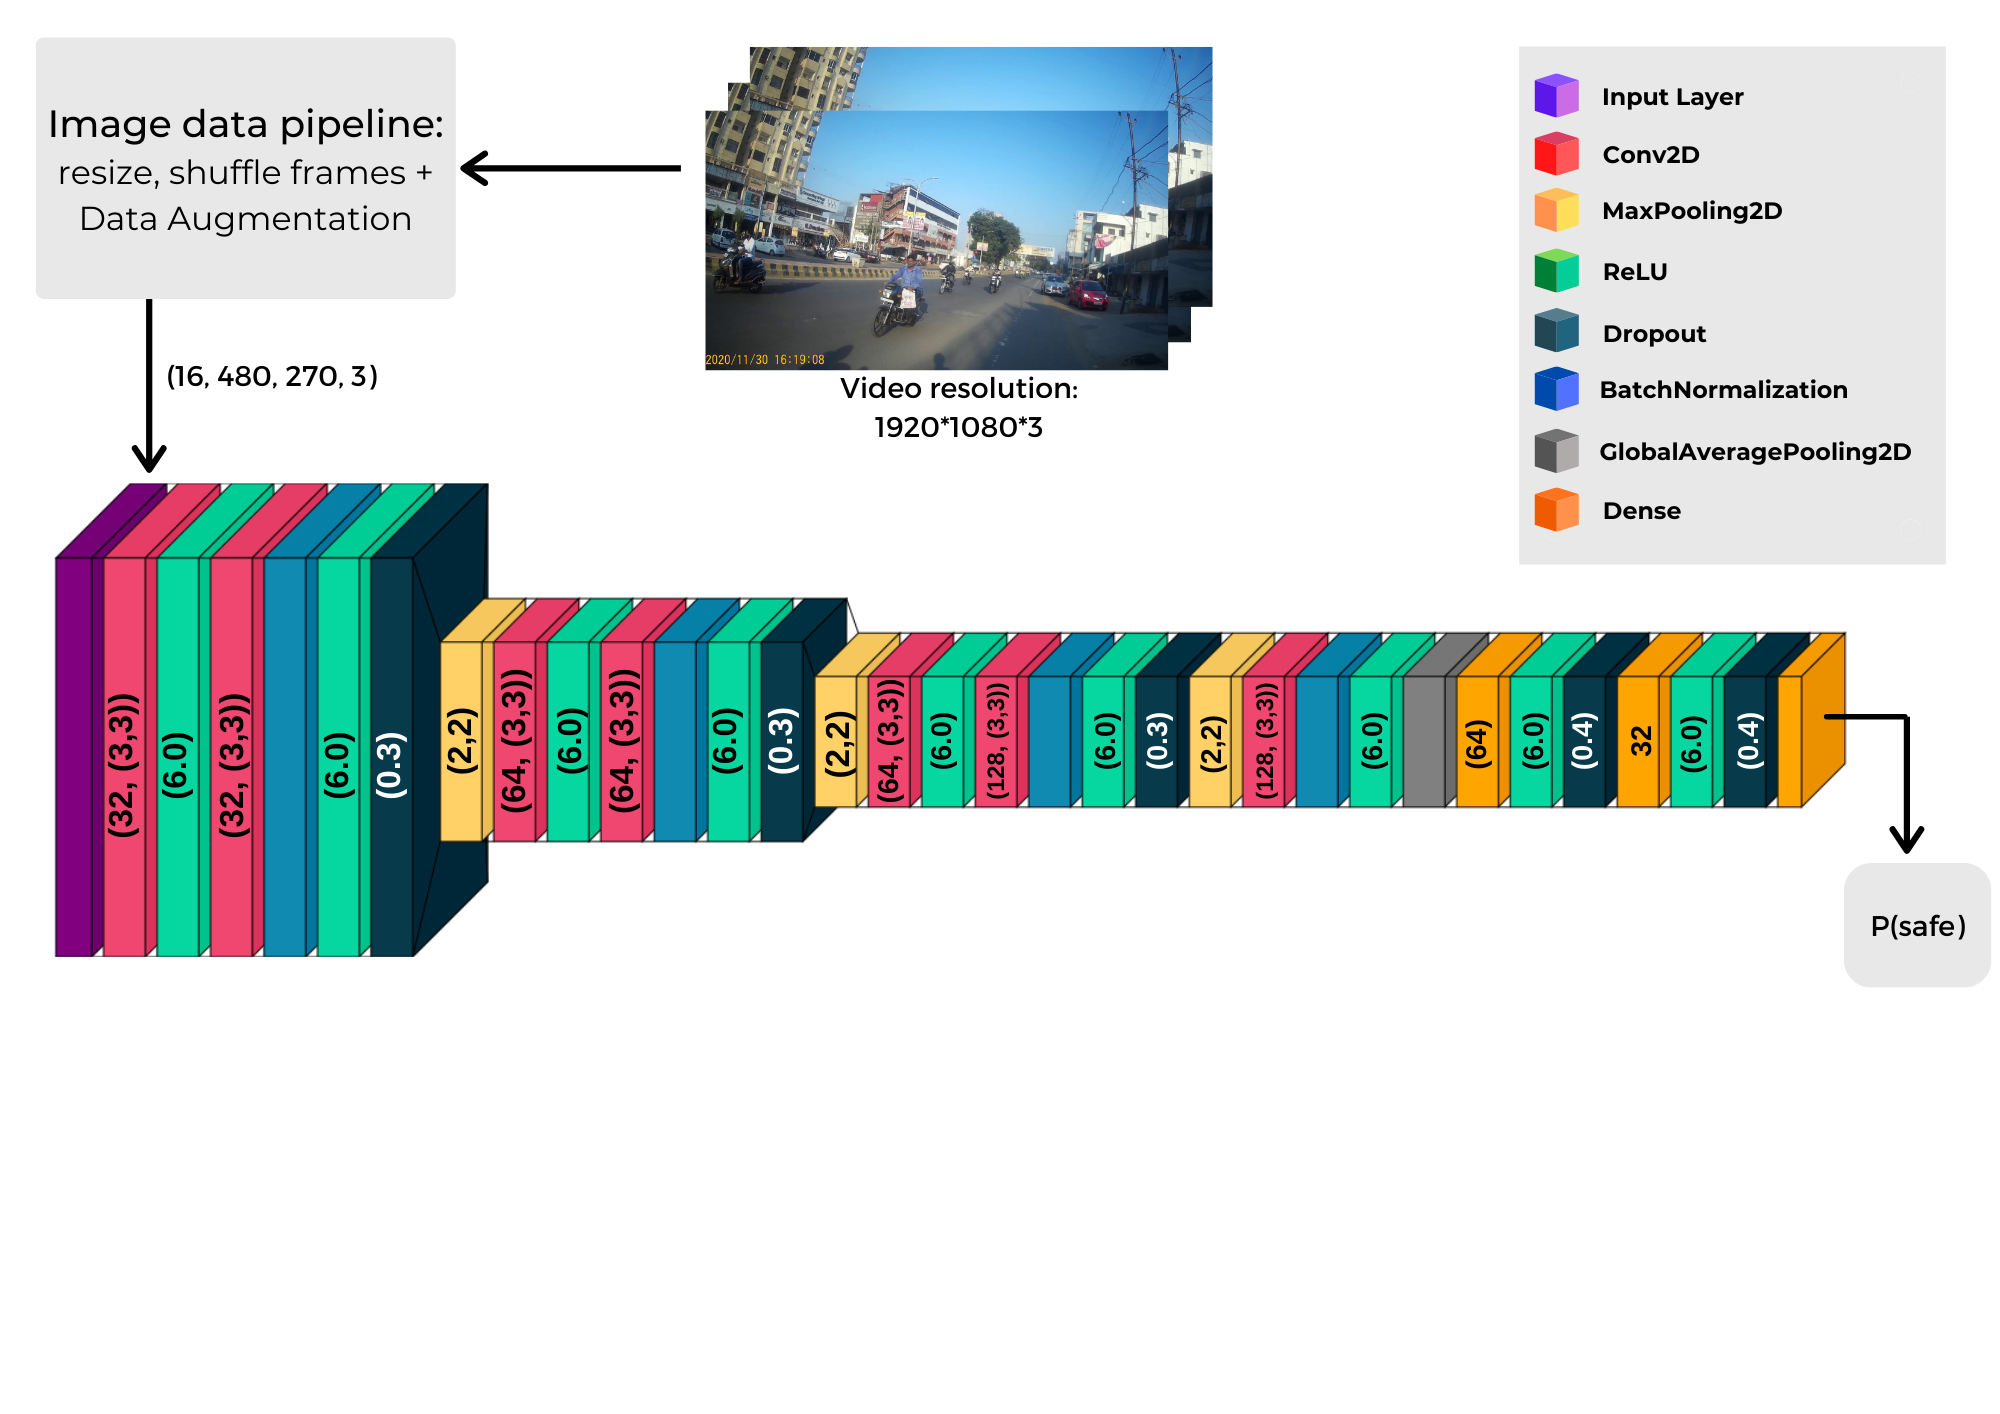 Image data pipeline:
resize, shuffle frames +
Data Augmentation
2020/11/30 16:19:08
Video resolution:
1920*1080*3
Input Layer
Conv2D
MaxPooling2D
ReLU
Dropout
BatchNormalization
GlobalAveragePooling2D
Dense
(16, 480, 270, 3)
(32, (3,3))
(6.0)
(32, (3,3))
(6.0)
(0.3)
(2,2)
(64, (3,3))
(6.0)
(64, (3,3))
(6.0)
(0.3)
(2,2)
(64, (3,3))
(6.0)
(128, (3,3))
(6.0)
(0.3)
(2,2)
(128, (3,3))
(6.0)
(64)
(6.0)
(0.4)
32
(6.0)
(0.4)
P(safe)